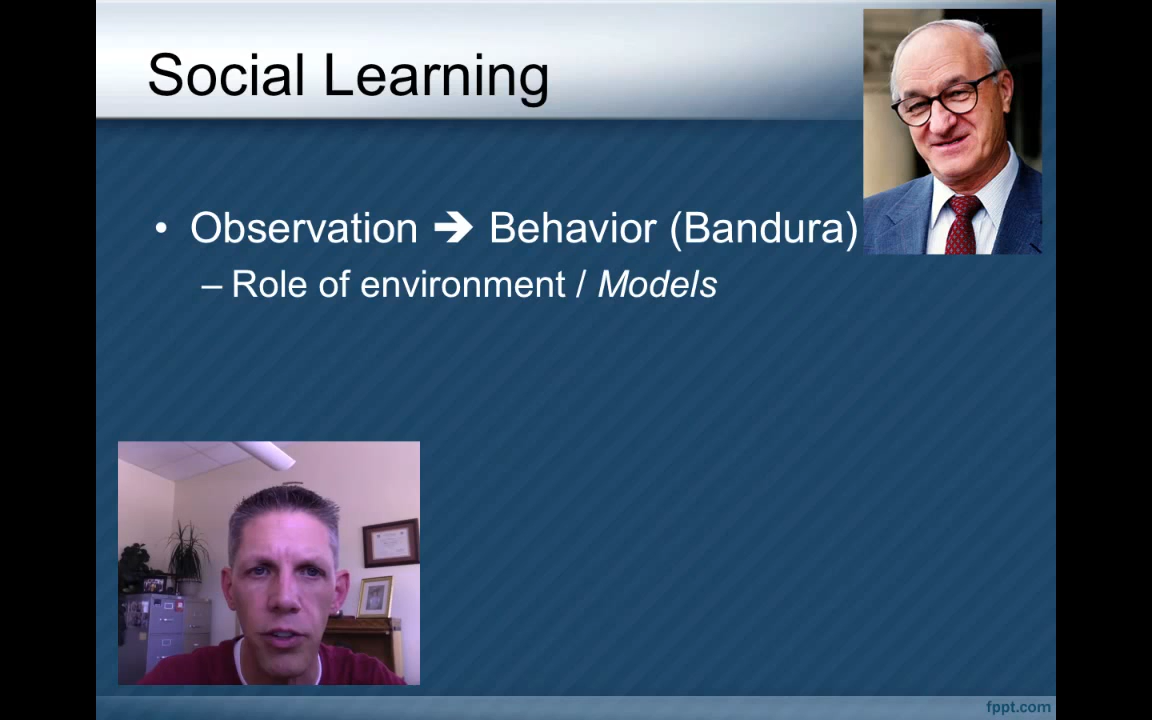 Social Learning
• Observation ➔ Behavior (Bandura)
– Role of environment / Models
fppt.com